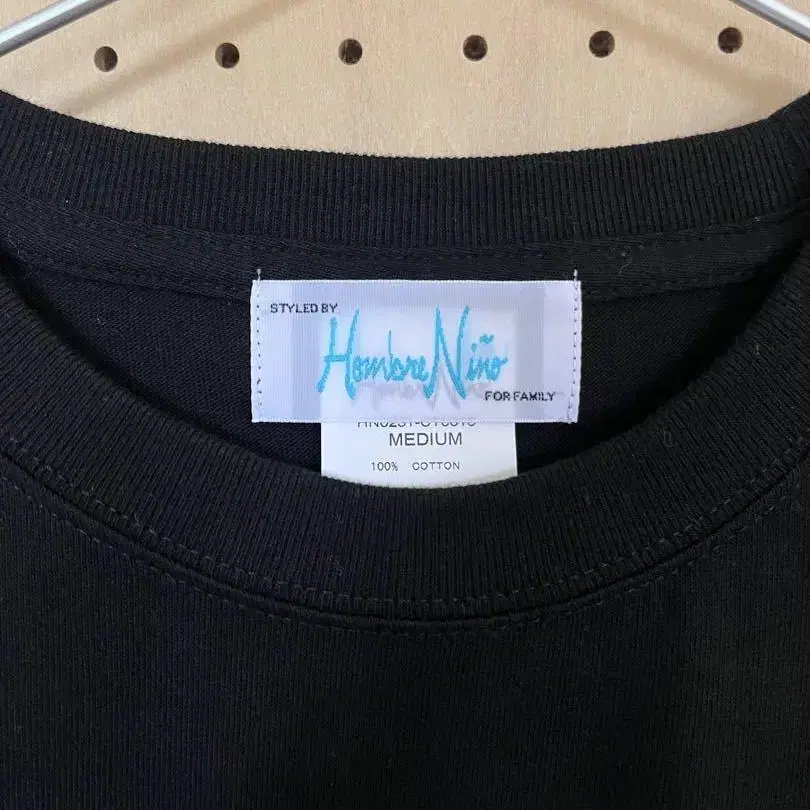 STYLED BY
Hombre Niño
FOR FAMILY
MEDIUM
100% COTTON